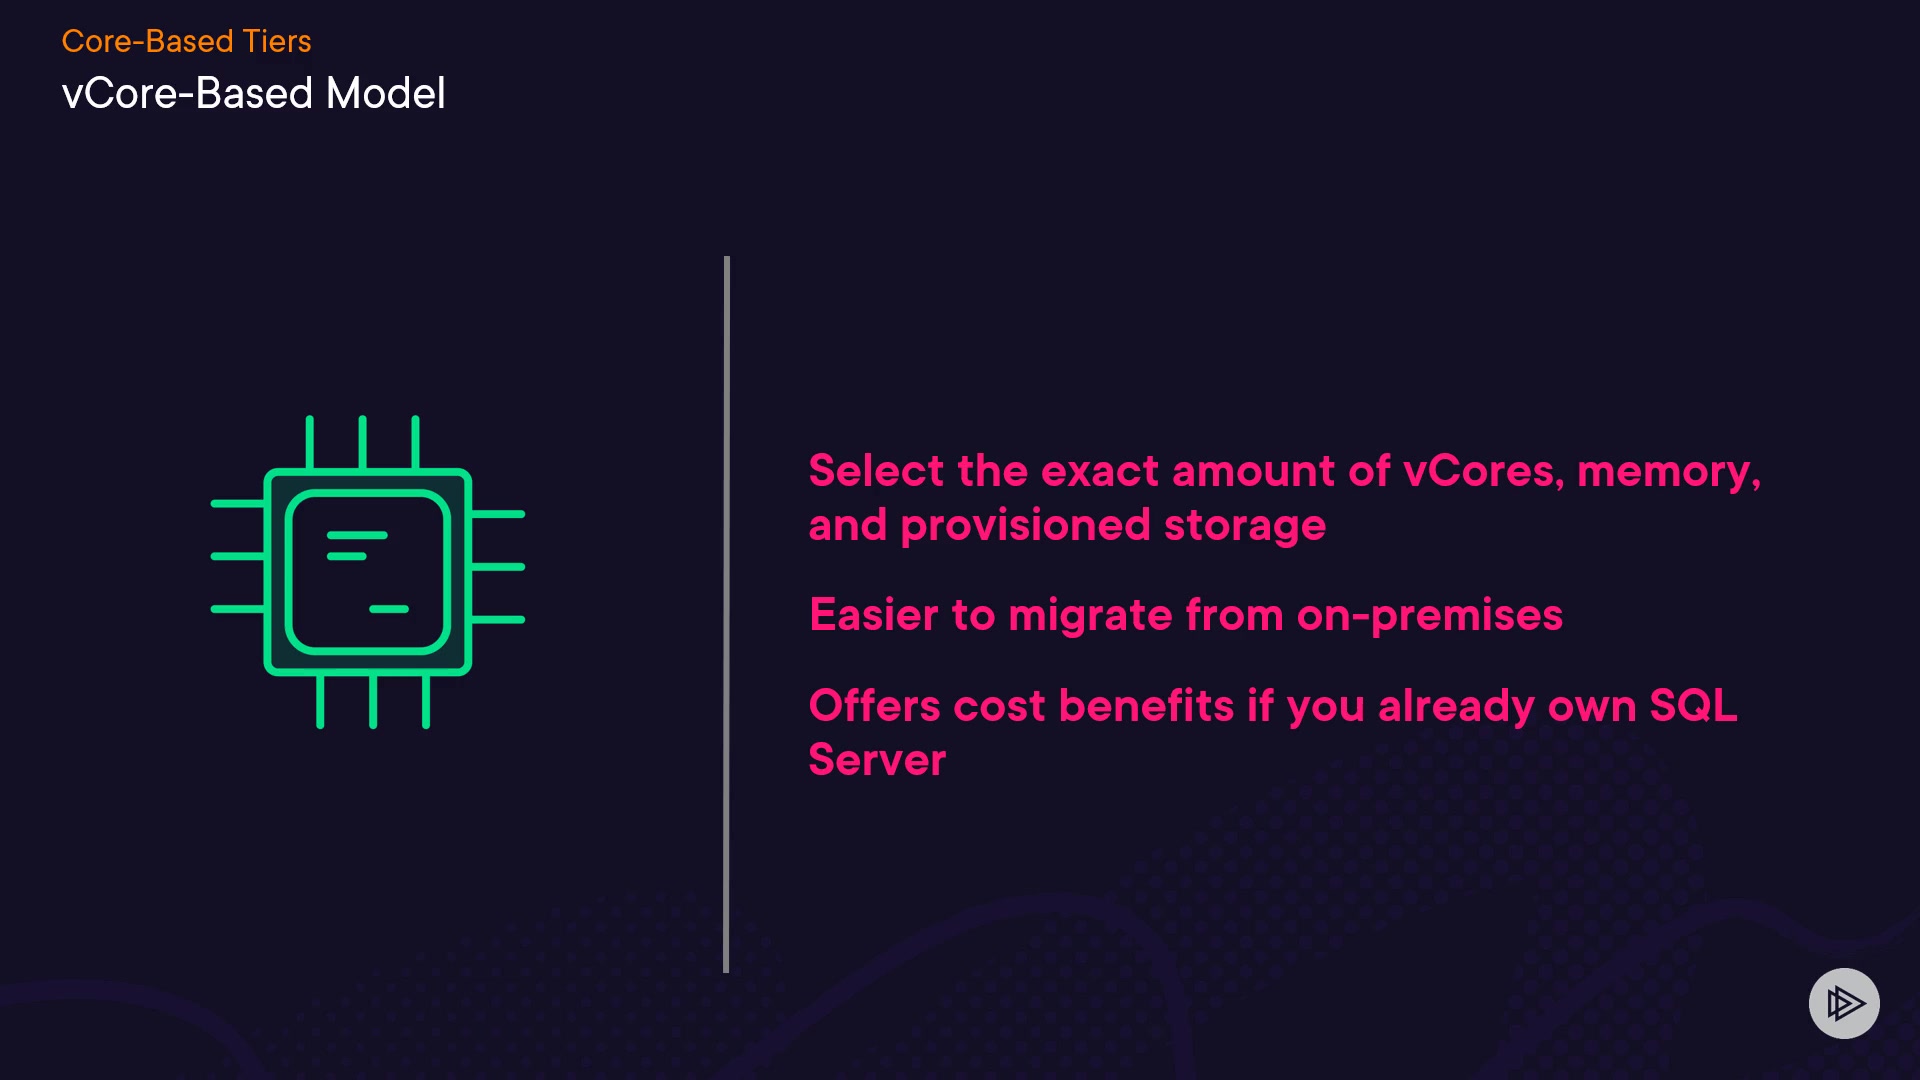 Core-Based Tiers
vCore-Based Model
Select the exact amount of vCores, memory,
and provisioned storage
Easier to migrate from on-premises
Offers cost benefits if you already own SQL
Server